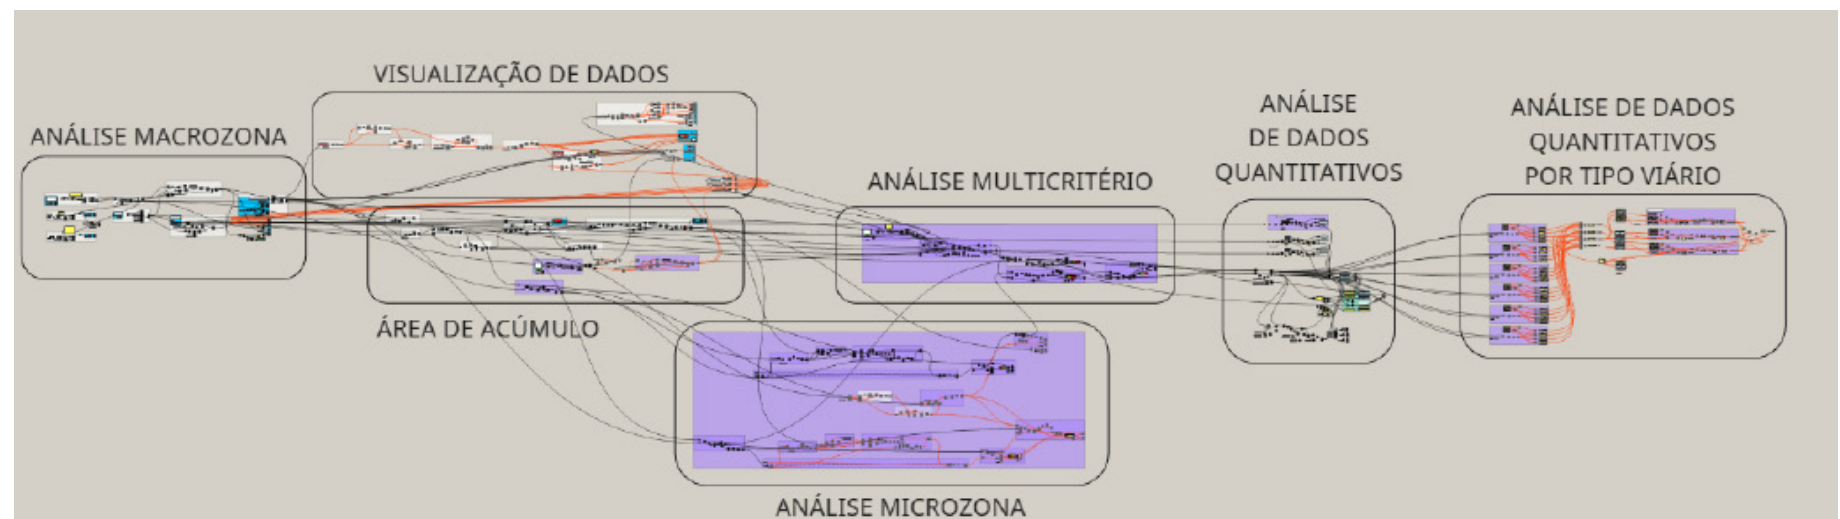 VISUALIZAÇÃO DE DADOS
ANÁLISE MACROZONA
ÁREA DE ACÚMULO
ANÁLISE MULTICRITÉRIO
ANÁLISE MICROZONA
ANÁLISE
DE DADOS
QUANTITATIVOS
ANÁLISE DE DADOS
QUANTITATIVOS
POR TIPO VIÁRIO